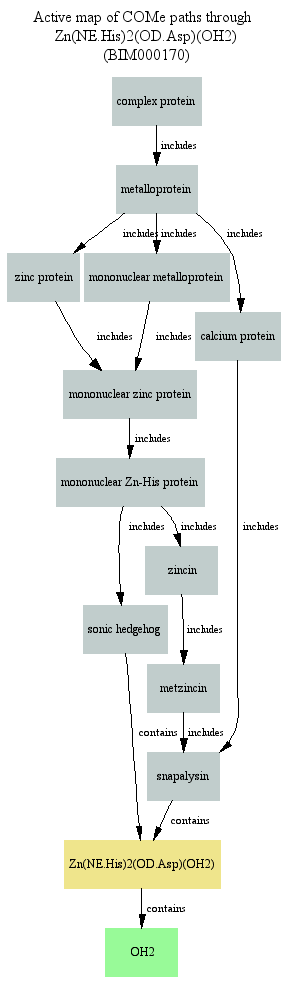 Active map of COMe paths through
Zn(NE.His)2(OD.Asp)(OH2)
(BIM000170)
complex protein
includes
metalloprotein
includes includes includes
zinc protein
mononuclear metalloprotein
calcium protein
includes includes
mononuclear zinc protein
includes
mononuclear Zn-His protein
includes includes includes
zincin
sonic hedgehog
includes
metzincin
contains includes
snapalysin
contains
Zn(NE.His)2(OD.Asp)(OH2)
contains
OH2